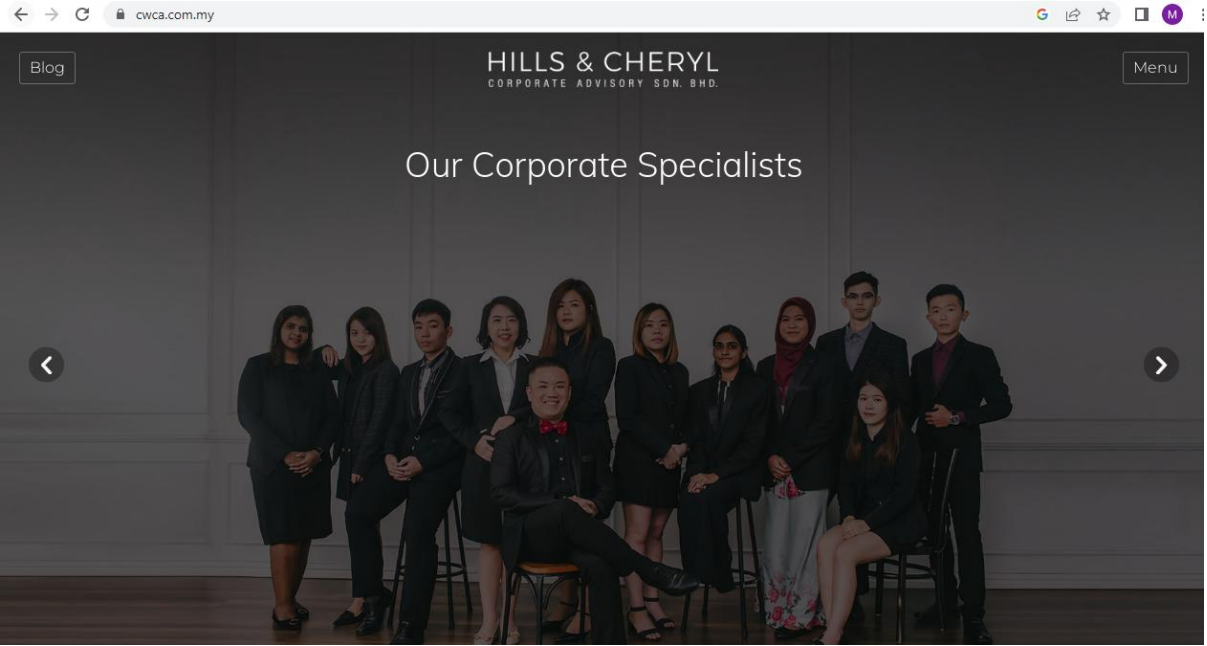 cwca.com.my
G
M
Blog
HILLS & CHERYL
CORPORATE ADVISORY SDN. BHD.
Menu
Our Corporate Specialists